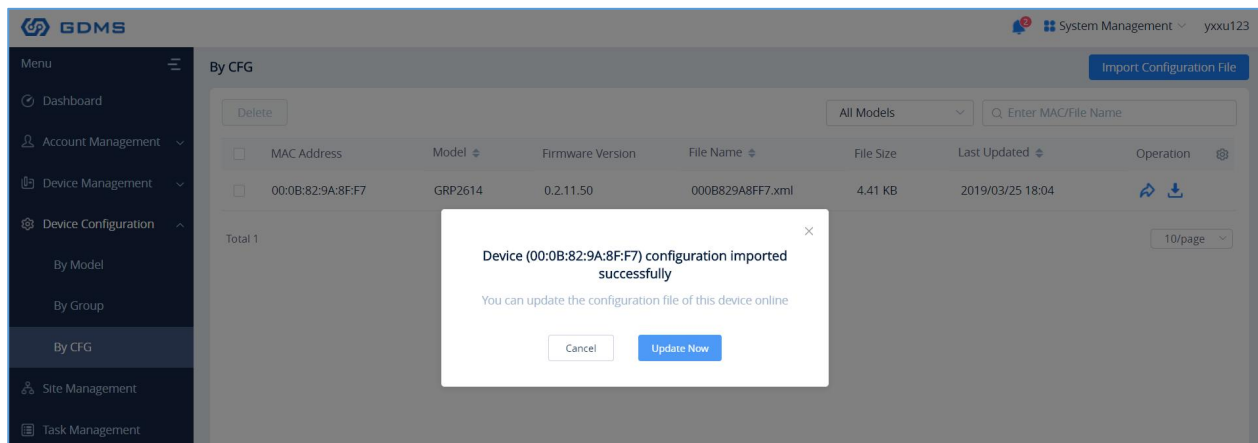 GDMS
2
System Management
yxxu123
Menu
By CFG
Import Configuration File
Dashboard
Delete
All Models
Enter MAC/File Name
Account Management
MAC Address
Model
Firmware Version
File Name
File Size
Last Updated
Operation
Device Management
00:0B:82:9A:8F:F7
GRP2614
0.2.11.50
000B829A8FF7.xml
4.41 KB
2019/03/25 18:04
Device Configuration
Total 1
10/page
By Model
By Group
By CFG
Site Management
Task Management
Device (00:0B:82:9A:8F:F7) configuration imported
successfully
You can update the configuration file of this device online
Cancel
Update Now